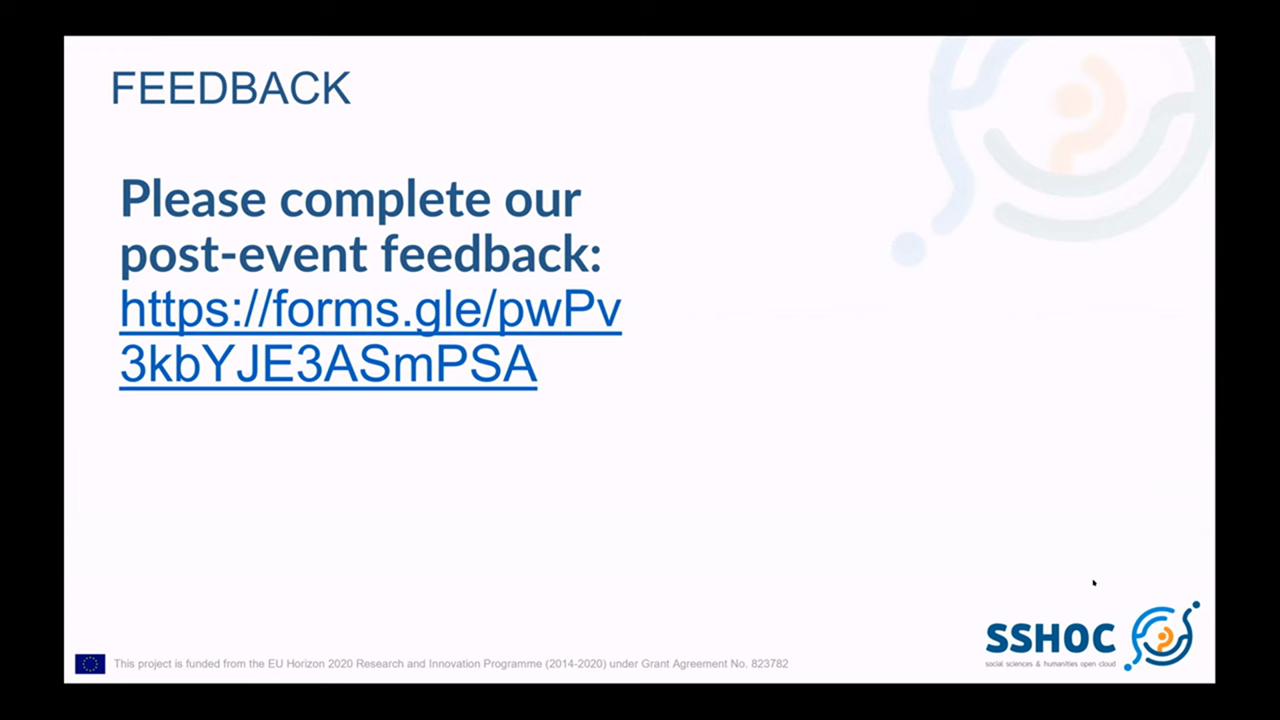 FEEDBACK
Please complete our
post-event feedback:
https://forms.gle/pwPv
3kbYJE3ASmPSA
SSHOC
social sciences & humanities open cloud
This project is funded from the EU Horizon 2020 Research and Innovation Programme (2014-2020) under Grant Agreement No. 823782